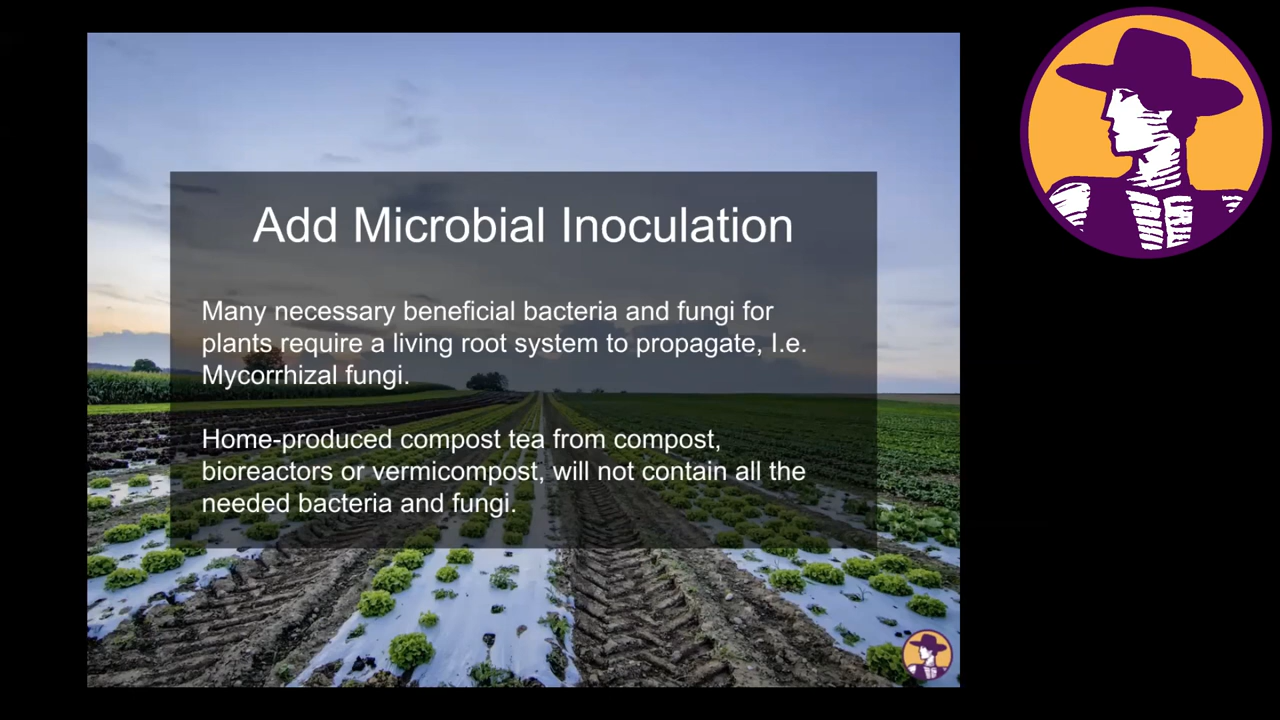 Add Microbial Inoculation
Many necessary beneficial bacteria and fungi for
plants require a living root system to propagate, I.e.
Mycorrhizal fungi.
Home-produced compost tea from compost,
bioreactors or vermicompost, will not contain all the
needed bacteria and fungi.